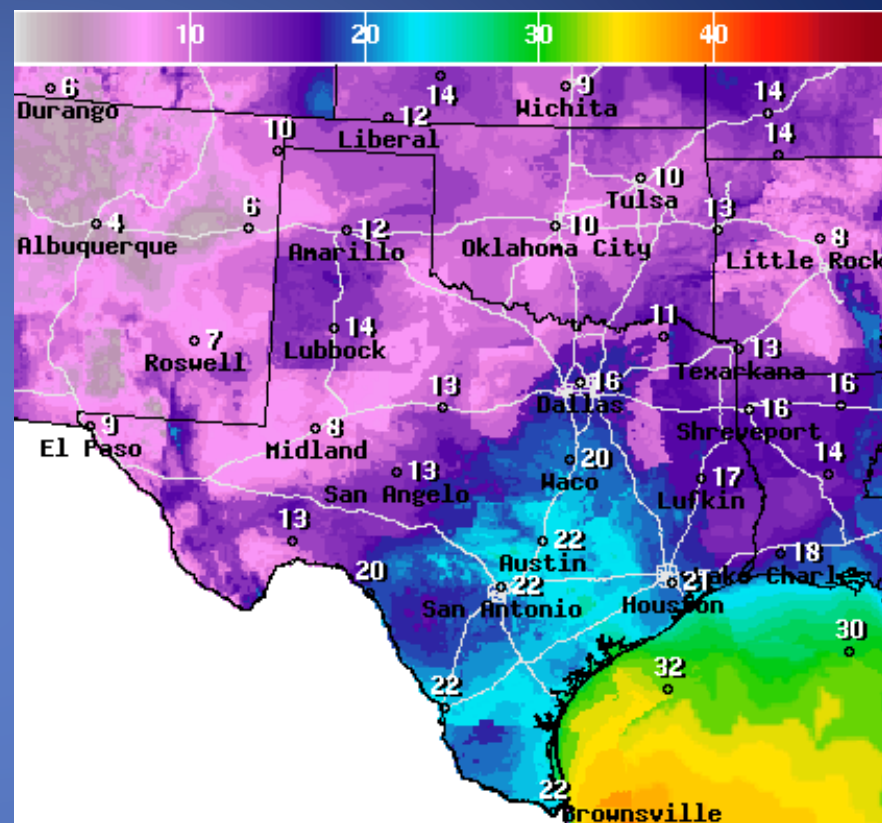 10 20 30 40
14
6 9 14
Durango 12 Wichita
Liberal
10 14
10
Tulsa
4 6 12 10 13 8
Albuquerque Amarillo Oklahoma City Little Rock
14 11
7 Lubbock 13
Roswell Texarkana
16
Dallas
13 16 16
9 8 Shreveport
El Paso Midland
13 20 17 14
San Angelo Waco Lufkin
13 22 18
Austin Lake Charles
20 22 21
San Antonio Houston
30
32
22
22
Brownsville